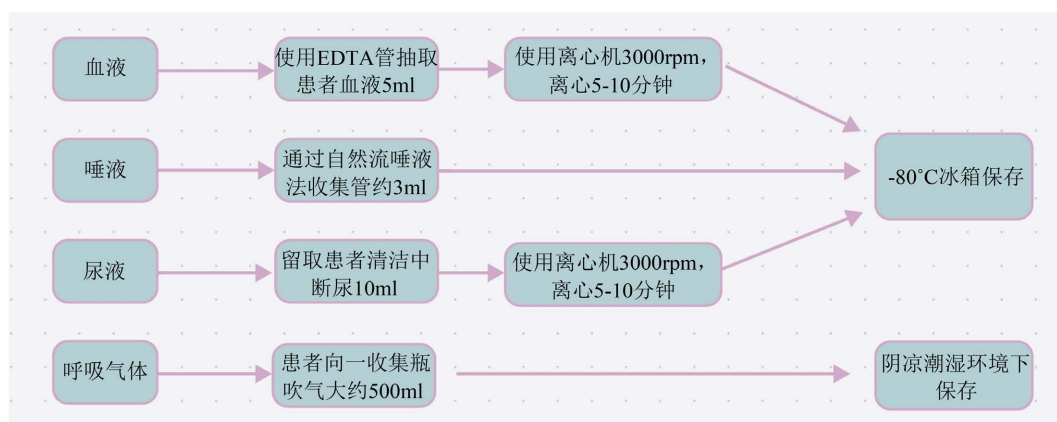 血液
使用EDTA管抽取
患者血液5ml
使用离心机3000rpm，
离心5-10分钟
唾液
通过自然流唾液
法收集管约3ml
-80°C冰箱保存
尿液
留取患者清洁中
断尿10ml
使用离心机3000rpm，
离心5-10分钟
呼吸气体
患者向一收集瓶
吹气大约500ml
阴凉潮湿环境下
保存